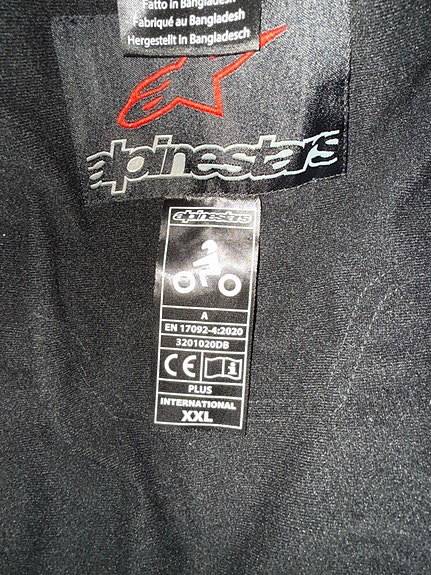 Fatto in Bangladesh
Fabriqué au Bangladesh
Hergestellt in Bangladesch
alpinestars
alpinestars
A
EN 17092-4:2020
3201020DB
CE i
PLUS
INTERNATIONAL
XXL